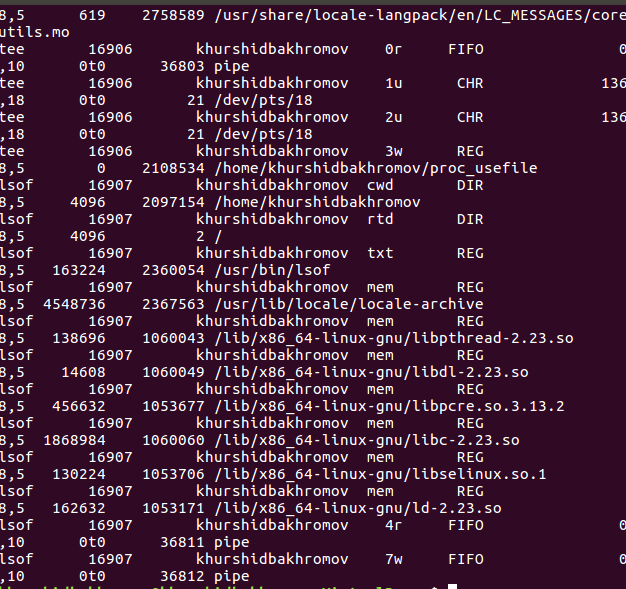 8,5 619 2758589 /usr/share/locale-langpack/en/LC_MESSAGES/core
utils.mo
tee 16906 khurshidbakhromov 0r FIFO 0
,10 0t0 36803 pipe
tee 16906 khurshidbakhromov 1u CHR 136
,18 0t0 21 /dev/pts/18
tee 16906 khurshidbakhromov 2u CHR 136
,18 0t0 21 /dev/pts/18
tee 16906 khurshidbakhromov 3w REG
8,5 0 2108534 /home/khurshidbakhromov/proc_usefile
lsof 16907 khurshidbakhromov cwd DIR
8,5 4096 2097154 /home/khurshidbakhromov
lsof 16907 khurshidbakhromov rtd DIR
8,5 4096 2 /
lsof 16907 khurshidbakhromov txt REG
8,5 163224 2360054 /usr/bin/lsof
lsof 16907 khurshidbakhromov mem REG
8,5 4548736 2367563 /usr/lib/locale/locale-archive
lsof 16907 khurshidbakhromov mem REG
8,5 138696 1060043 /lib/x86_64-linux-gnu/libpthread-2.23.so
lsof 16907 khurshidbakhromov mem REG
8,5 14608 1060049 /lib/x86_64-linux-gnu/libdl-2.23.so
lsof 16907 khurshidbakhromov mem REG
8,5 456632 1053677 /lib/x86_64-linux-gnu/libpcre.so.3.13.2
lsof 16907 khurshidbakhromov mem REG
8,5 1868984 1060060 /lib/x86_64-linux-gnu/libc-2.23.so
lsof 16907 khurshidbakhromov mem REG
8,5 130224 1053706 /lib/x86_64-linux-gnu/libselinux.so.1
lsof 16907 khurshidbakhromov mem REG
8,5 162632 1053171 /lib/x86_64-linux-gnu/ld-2.23.so
lsof 16907 khurshidbakhromov 4r FIFO 0
,10 0t0 36811 pipe
lsof 16907 khurshidbakhromov 7w FIFO 0
,10 0t0 36812 pipe